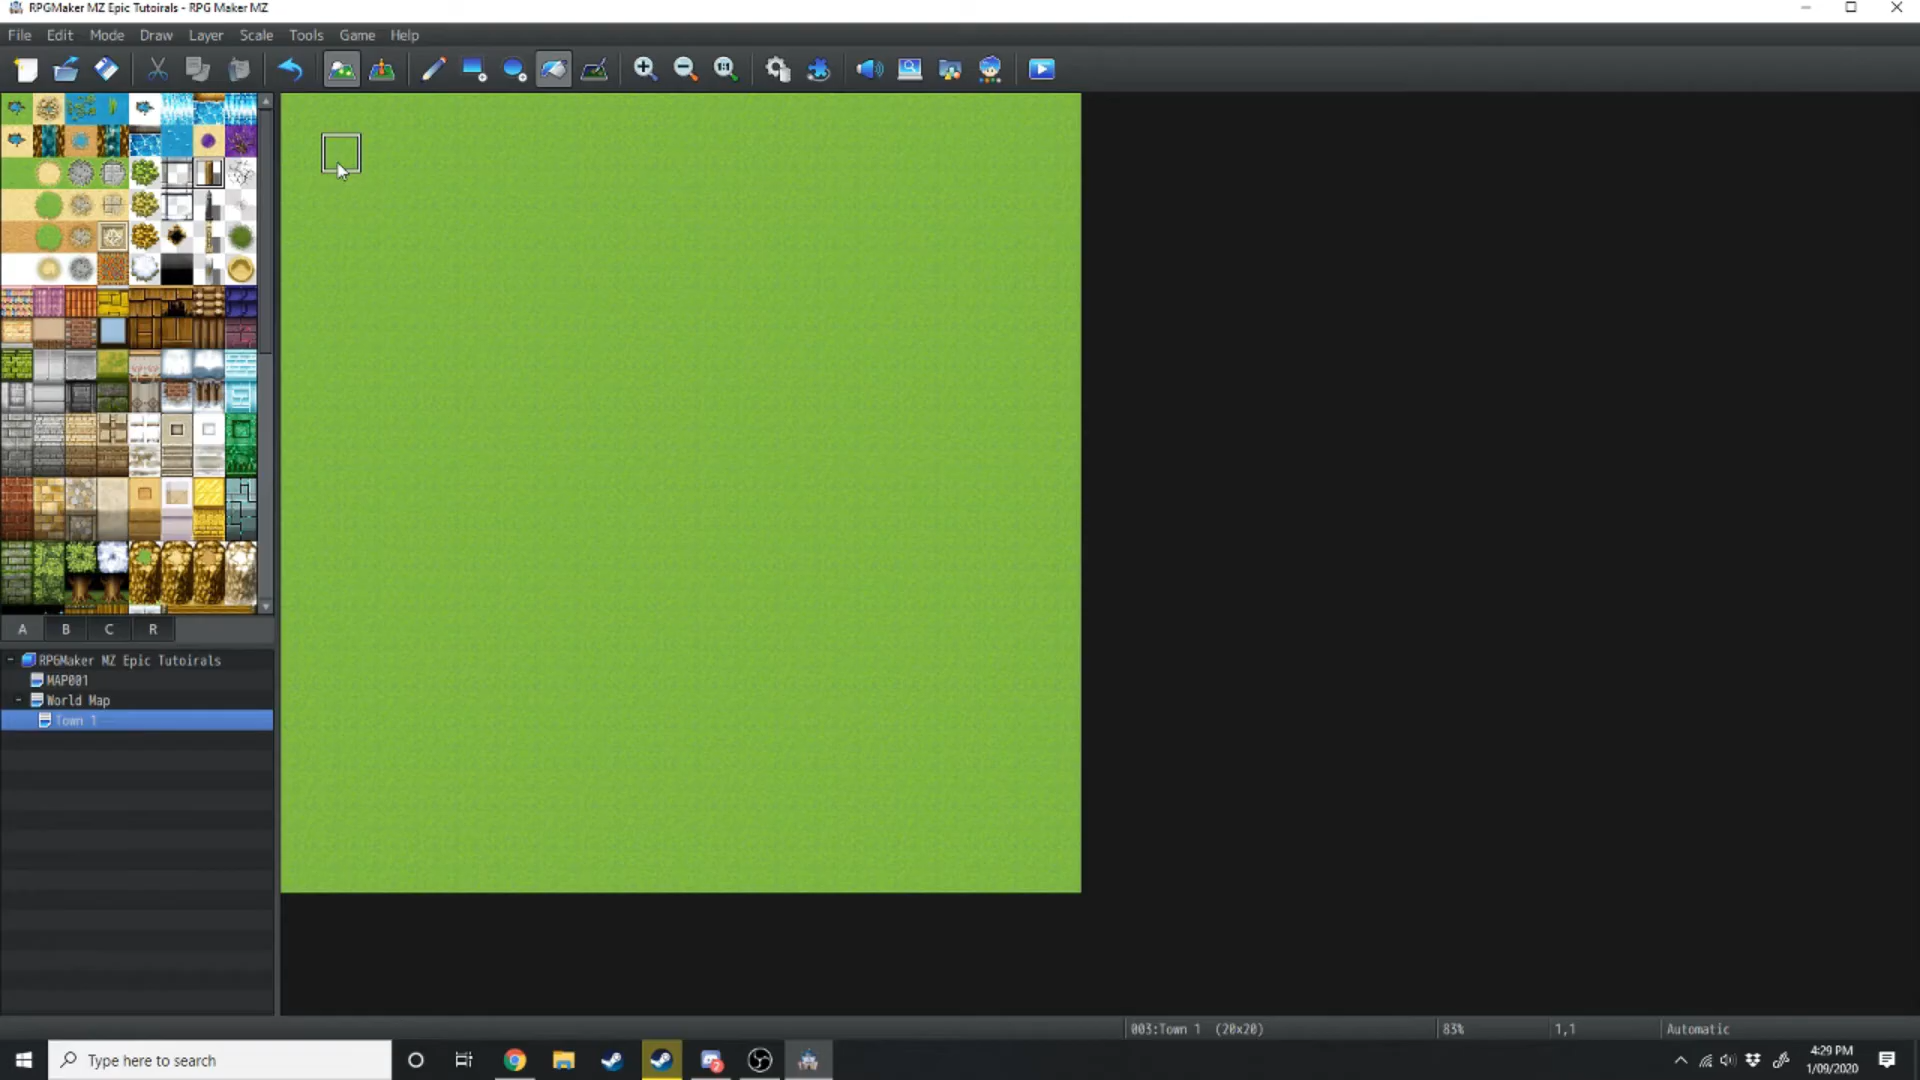 RPGMaker MZ Epic Tutoirals - RPG Maker MZ
File Edit Mode Draw Layer Scale Tools Game Help
1:1
A B C R
RPGMaker MZ Epic Tutoirals
MAP001
World Map
Town 1
003:Town 1 (20x20) 83% 1,1 Automatic
Type here to search
4:29 PM
1/09/2020